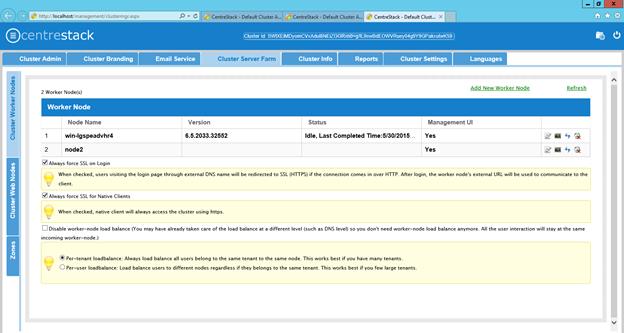 http://localhost/management/clustermgr.aspx
CentreStack - Default Cluster A...
CentreStack - Default Cluster A...
CentreStack - Default Clust...
centrestack
Cluster Admin
Cluster Branding
Email Service
Cluster Server Farm
Cluster Info
Reports
Cluster Settings
Languages
Cluster Worker Nodes
Cluster Web Nodes
Zones
2 Worker Node(s)
Add New Worker Node
Refresh
Worker Node
Node Name
Version
Status
Management UI
1 win-lgspeadvhr4 6.5.2033.32552 Idle, Last Completed Time:5/30/2015 .. Yes
2 node2 Yes
Always force SSL on Login
When checked, users visiting the login page through external DNS name will be redirected to SSL (HTTPS) if the connection comes in over HTTP. After login, the worker node's external URL will be used to communicate to the
client.
Always force SSL for Native Clients
When checked, native client will always access the cluster using https.
Disable worker-node load balance (You may have already taken care of the load balance at a different level (such as DNS level) so you don't need worker-node load balance anymore. All the user interaction will stay at the same
incoming worker-node.)
Per-tenant loadbalance: Always load balance all users belong to the same tenant to the same node. This works best if you have many tenants.
Per-user loadbalance: Load balance users to different nodes regardless if they belongs to the same tenant. This works best if you few large tenants.